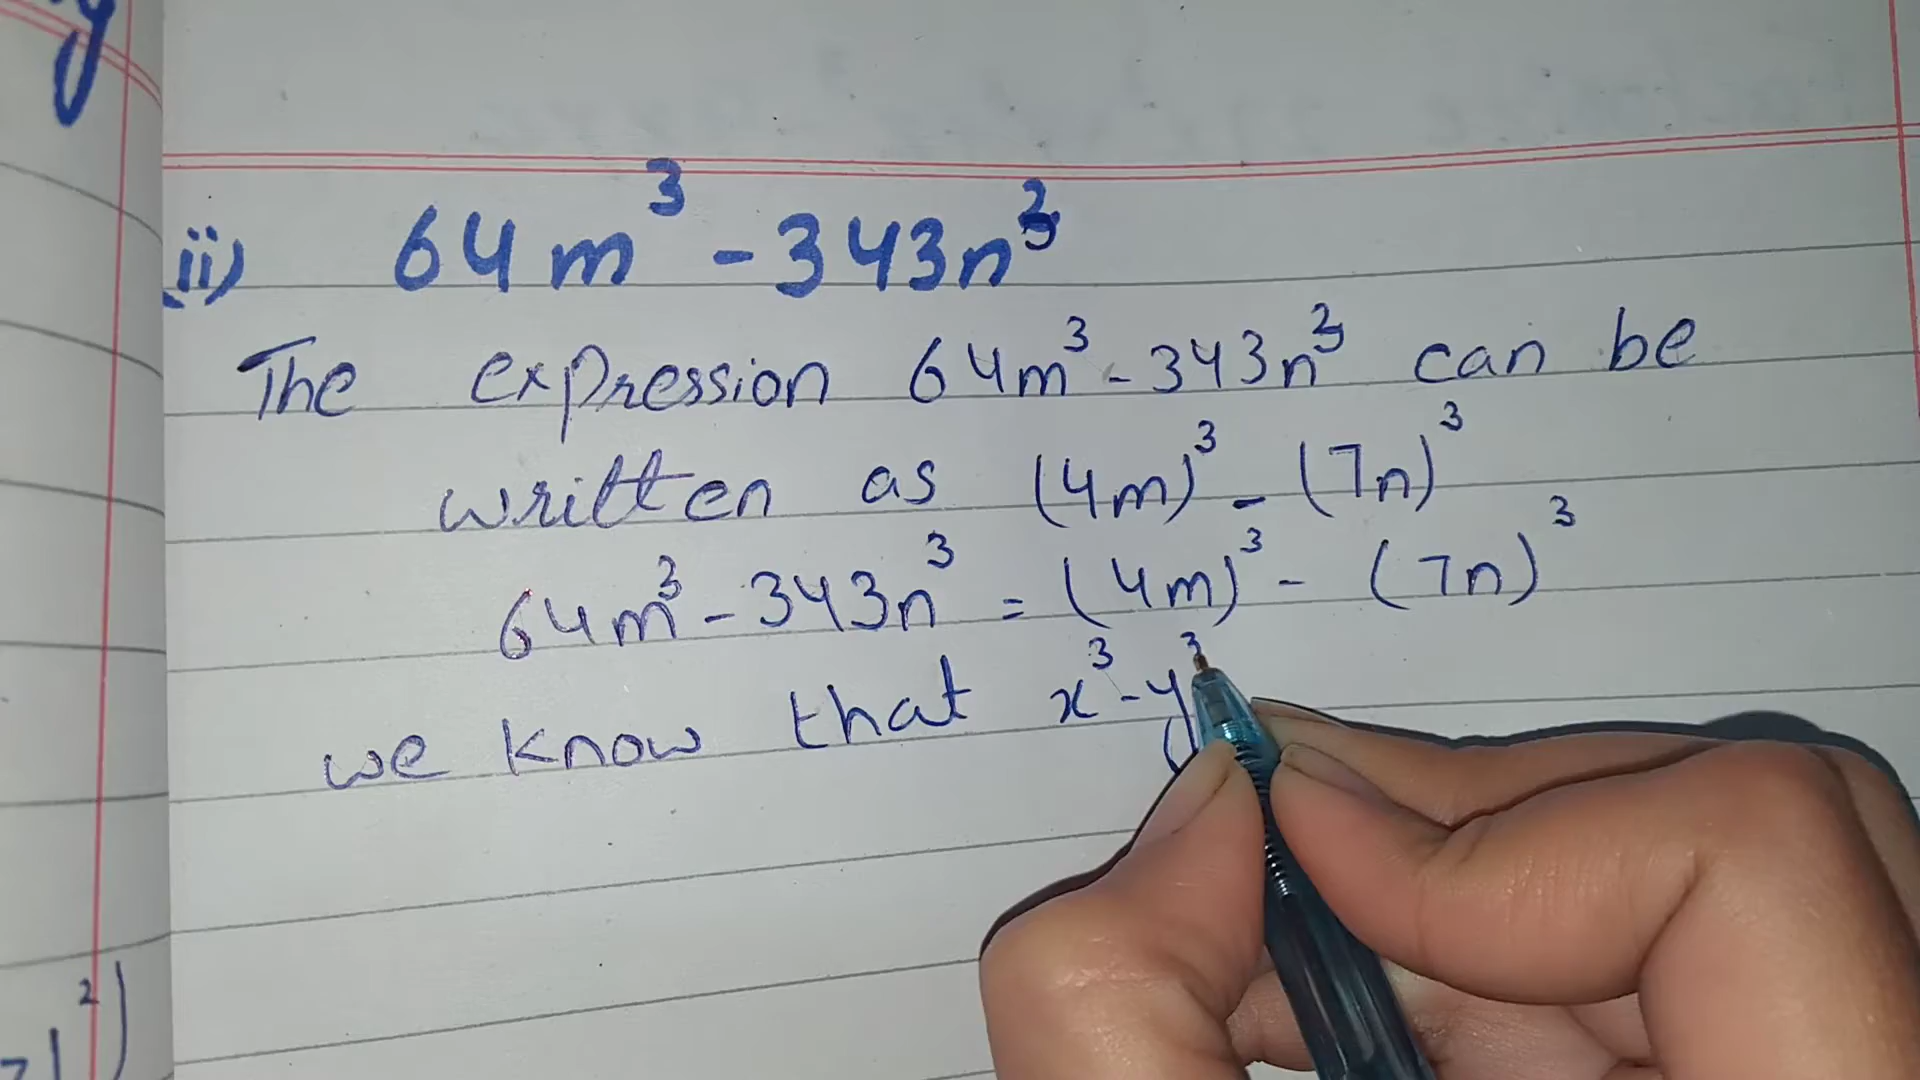 ii) 64m³ - 343n³
The expression 64m³ - 343n³ can be
written as (4m)³ - (7n)³
64m³ - 343n³ = (4m)³ - (7n)³
we know that x³ - y³